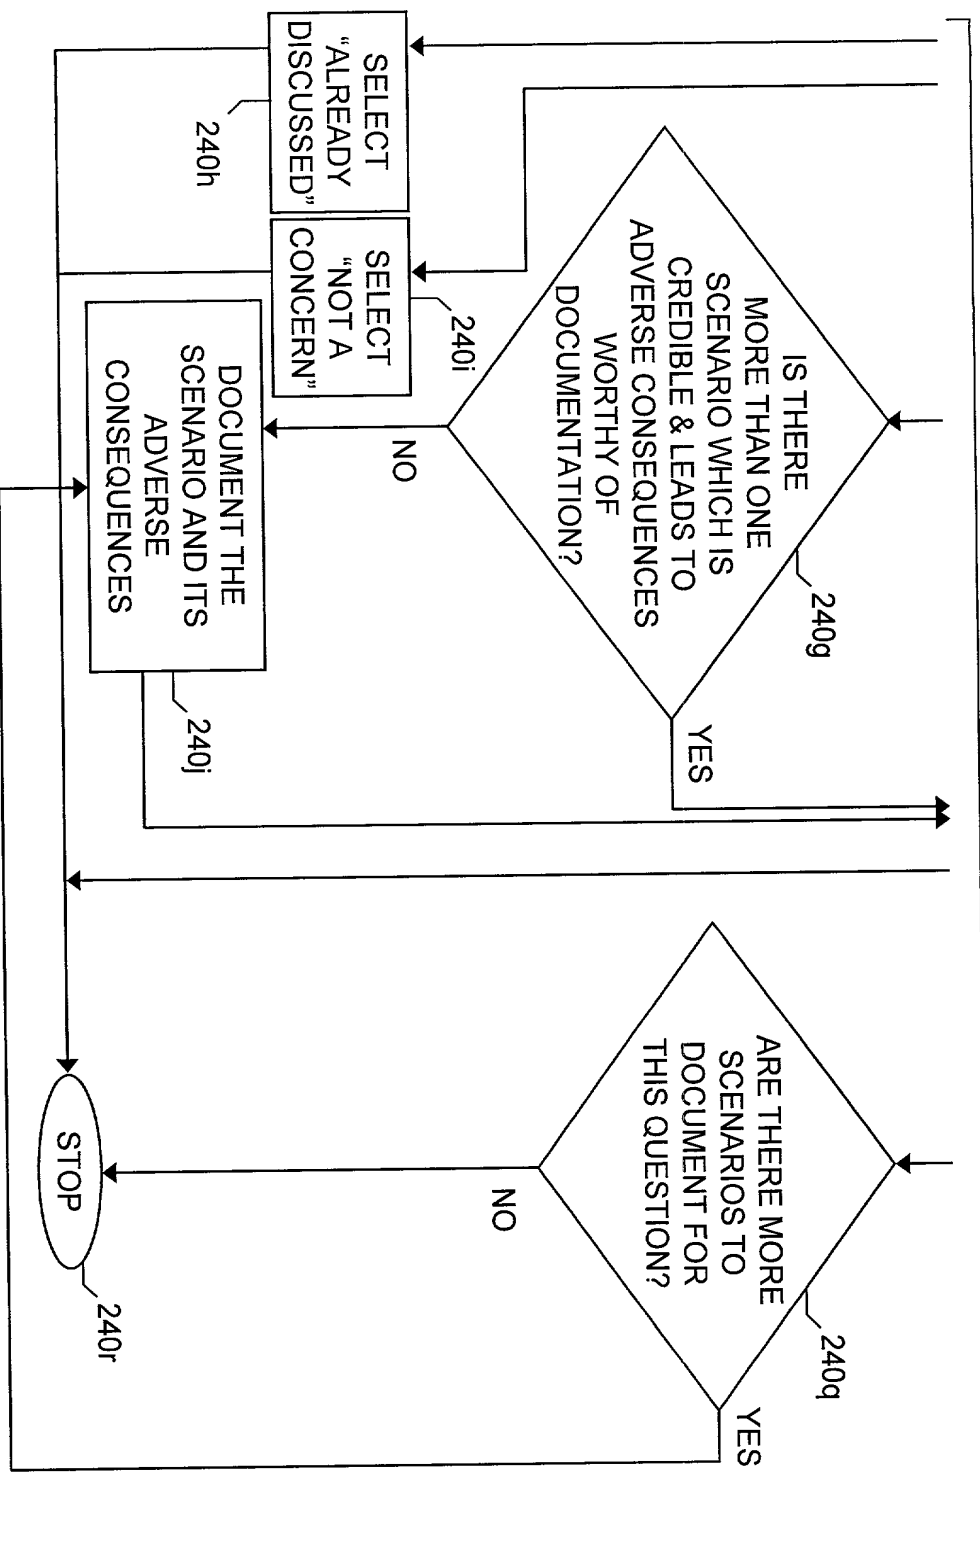 SELECT
“ALREADY
DISCUSSED”
240h
SELECT
“NOT A
CONCERN”
240i
IS THERE
MORE THAN ONE
SCENARIO WHICH IS
CREDIBLE & LEADS TO
ADVERSE CONSEQUENCES
WORTHY OF
DOCUMENTATION?
240g
NO
YES
DOCUMENT THE
SCENARIO AND ITS
ADVERSE
CONSEQUENCES
240j
ARE THERE MORE
SCENARIOS TO
DOCUMENT FOR
THIS QUESTION?
240q
YES
NO
STOP
240r